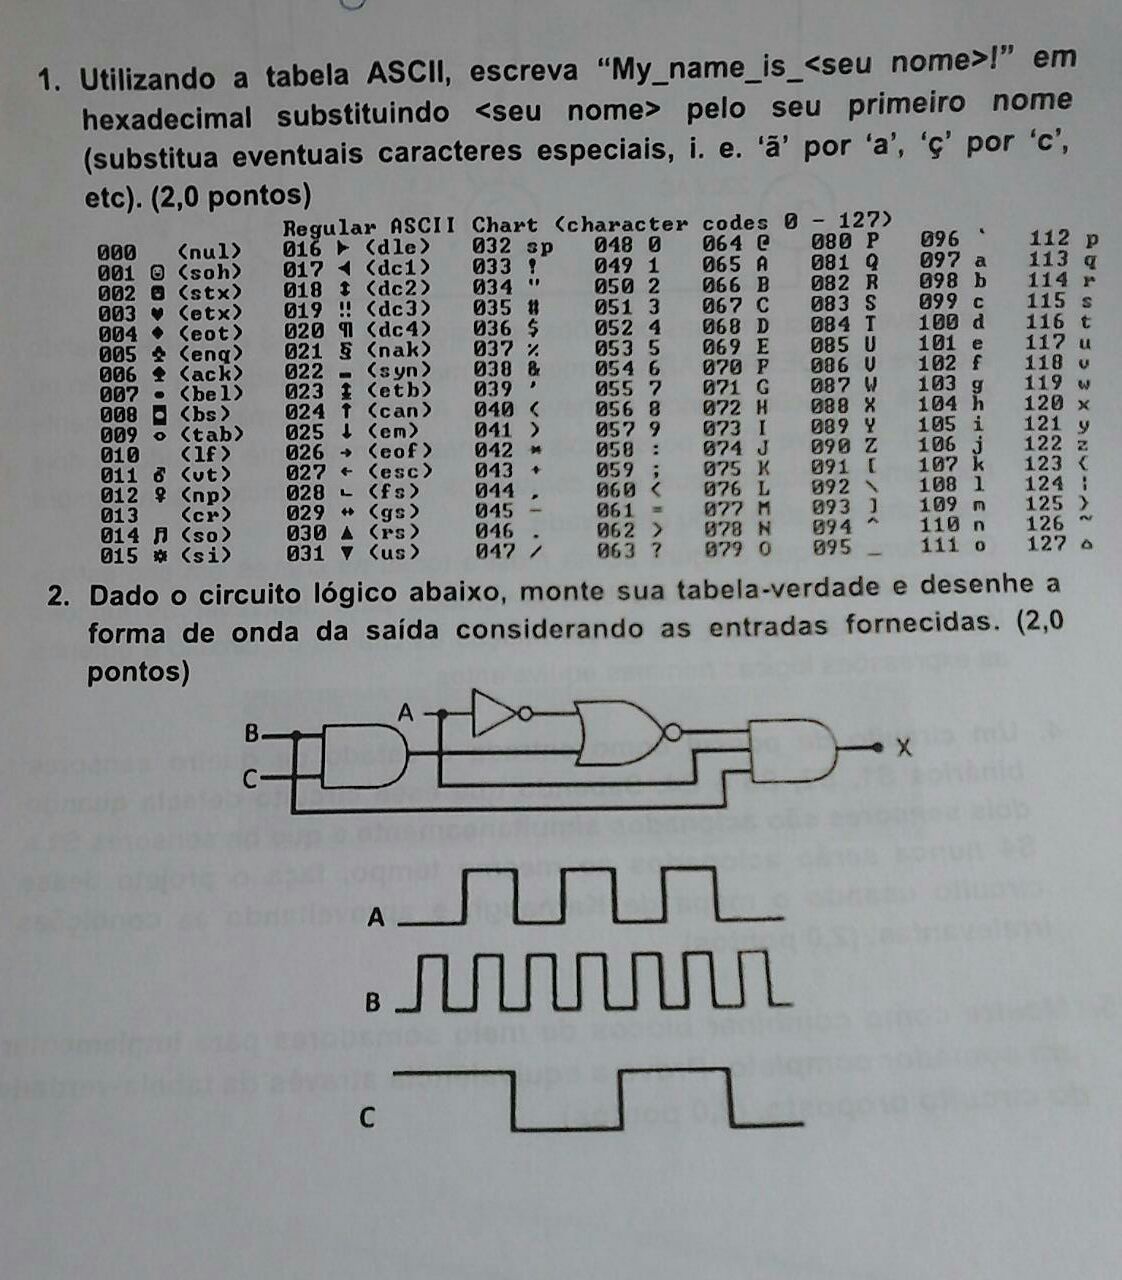 1. Utilizando a tabela ASCII, escreva “My_name_is_<seu nome>!” em
hexadecimal substituindo <seu nome> pelo seu primeiro nome
(substitua eventuais caracteres especiais, i. e. ‘ã’ por ‘a’, ‘ç’ por ‘c’,
etc). (2,0 pontos)
Regular ASCII Chart (character codes 0 - 127)
000 (nul) 016 ► (dle) 032 sp 048 0 064 @ 080 P 096 ` 112 p
001 ☺ (soh) 017 ◄ (dc1) 033 ! 049 1 065 A 081 Q 097 a 113 q
002 ☻ (stx) 018 ↕ (dc2) 034 " 050 2 066 B 082 R 098 b 114 r
003 ♥ (etx) 019 ‼ (dc3) 035 # 051 3 067 C 083 S 099 c 115 s
004 ♦ (eot) 020 ¶ (dc4) 036 $ 052 4 068 D 084 T 100 d 116 t
005 ♣ (enq) 021 § (nak) 037 % 053 5 069 E 085 U 101 e 117 u
006 ♠ (ack) 022 ▬ (syn) 038 & 054 6 070 F 086 V 102 f 118 v
007 • (bel) 023 ↨ (etb) 039 ' 055 7 071 G 087 W 103 g 119 w
008 ◘ (bs) 024 ↑ (can) 040 ( 056 8 072 H 088 X 104 h 120 x
009 ○ (tab) 025 ↓ (em) 041 ) 057 9 073 I 089 Y 105 i 121 y
010 (lf) 026 → (eof) 042 * 058 : 074 J 090 Z 106 j 122 z
011 ♂ (vt) 027 ← (esc) 043 + 059 ; 075 K 091 [ 107 k 123 {
012 ♀ (np) 028 ∟ (fs) 044 , 060 < 076 L 092 \ 108 l 124 ¦
013 (cr) 029 ↔ (gs) 045 - 061 = 077 M 093 ] 109 m 125 }
014 ♫ (so) 030 ▲ (rs) 046 . 062 > 078 N 094 ^ 110 n 126 ~
015 ☼ (si) 031 ▼ (us) 047 / 063 ? 079 O 095 _ 111 o 127 ⌂
2. Dado o circuito lógico abaixo, monte sua tabela-verdade e desenhe a
forma de onda da saída considerando as entradas fornecidas. (2,0
pontos)
A
B
C
X
A
B
C